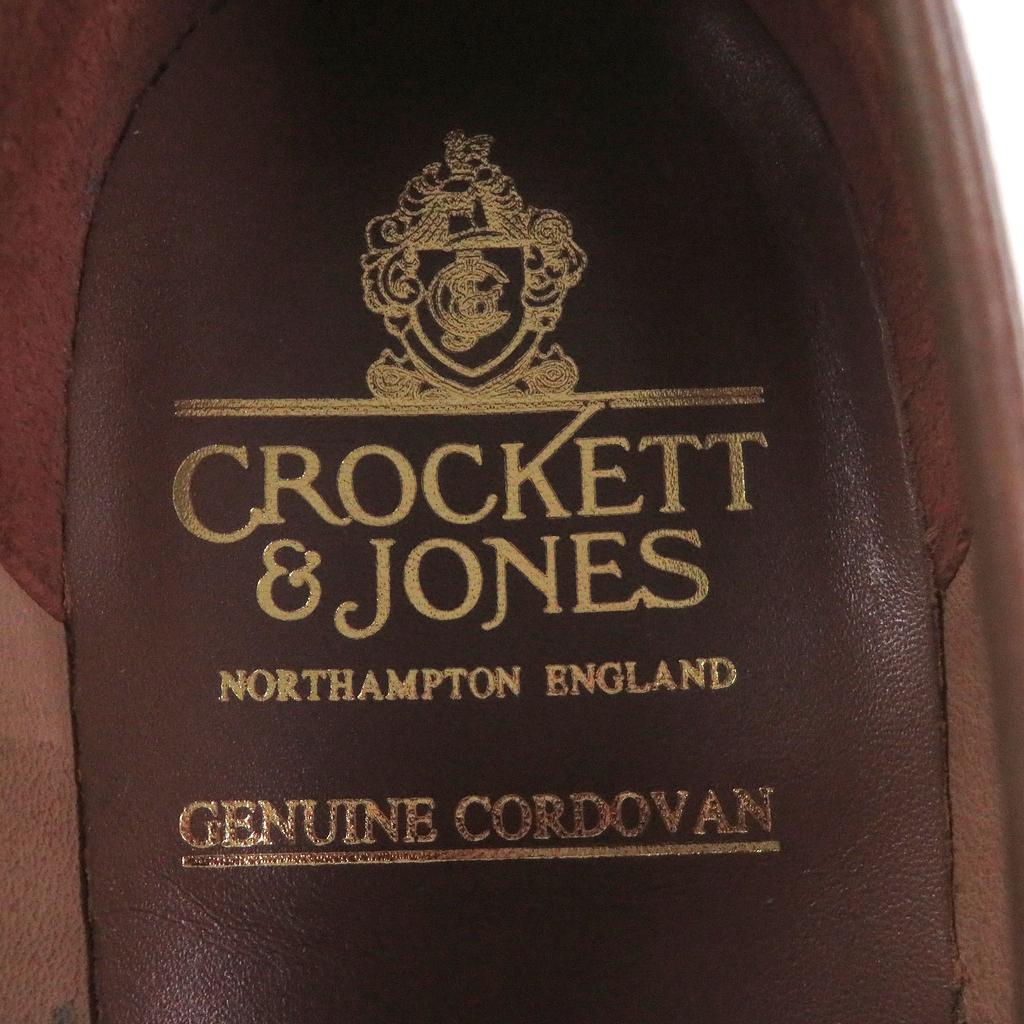 CROCKETT
& JONES
NORTHAMPTON ENGLAND
GENUINE CORDOVAN